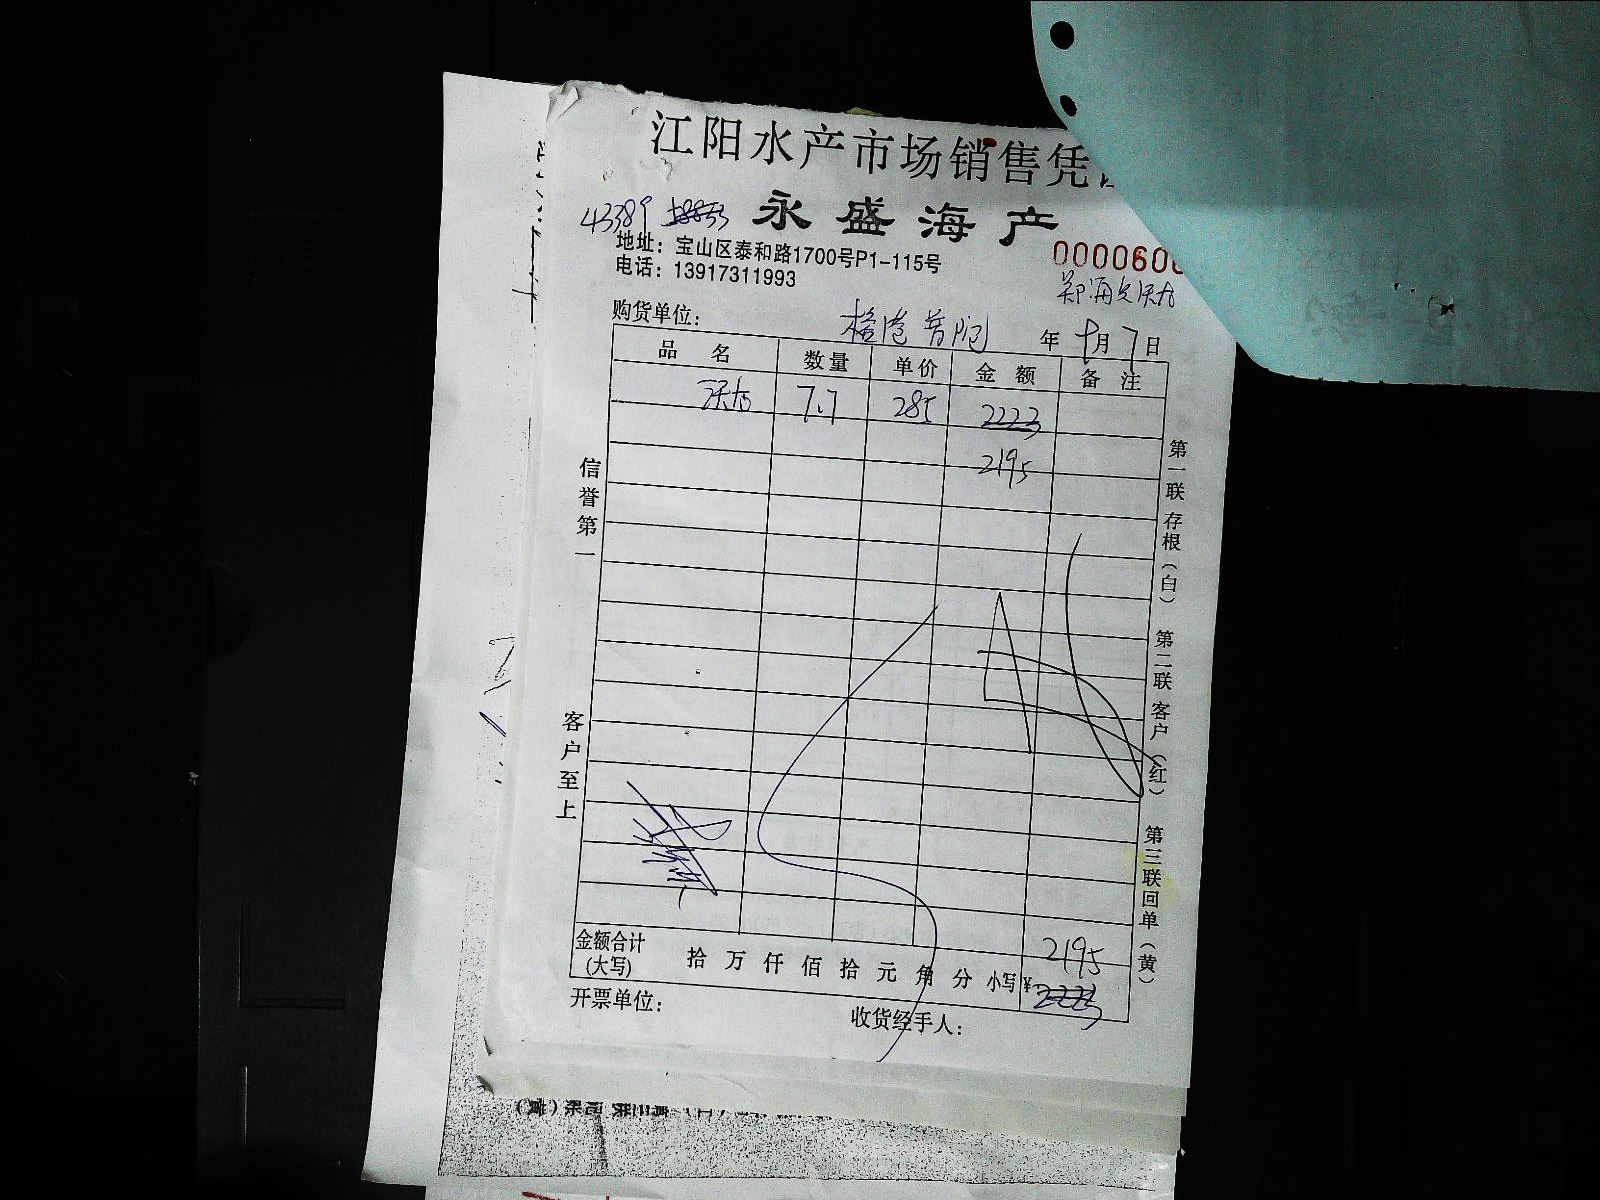 江阳水产市场销售凭
43389
永盛海产
地址：宝山区泰和路1700号P1-115号
电话：13917311993
000060
购货单位：
年 十月 7日
品名 数量 单价 金额 备注
7.7 285 2223
2195
信誉第一
客户至上
第一联 存根（白） 第二联 客户（红） 第三联回单（黄）
金额合计（大写） 拾 万 仟 佰 拾 元 角 分 小写 ¥
2195
2223
开票单位：
收货经手人：